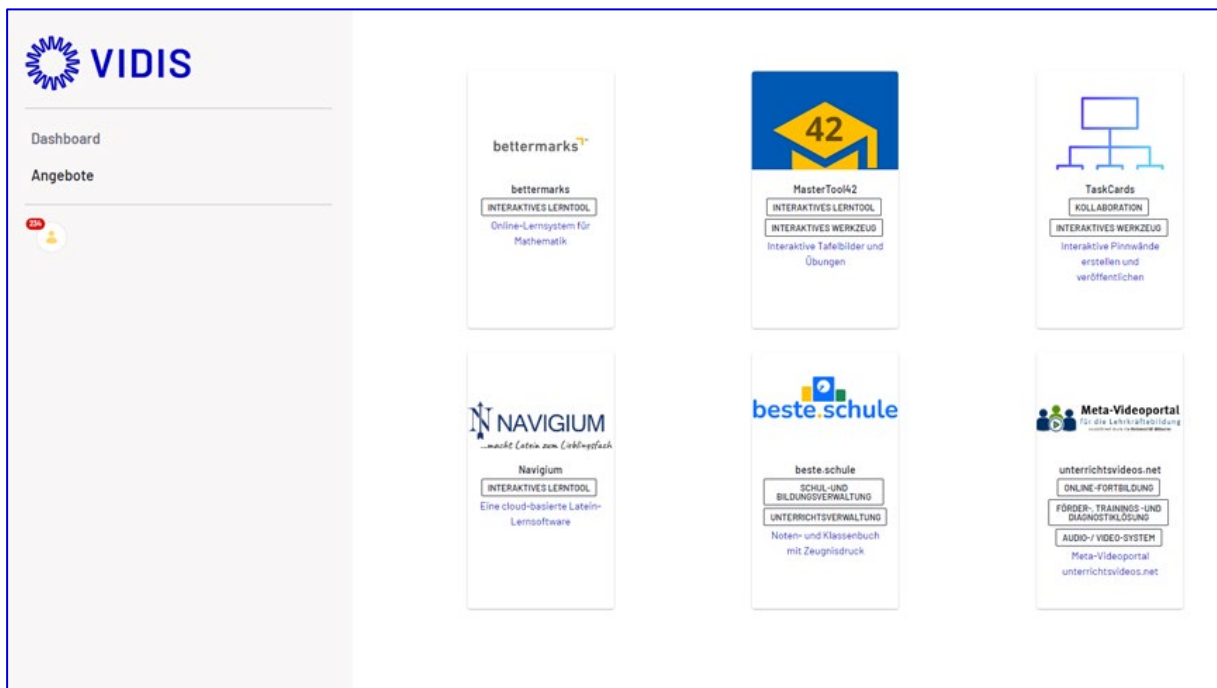 VIDIS
Dashboard
Angebote
234
bettermarks
bettermarks
INTERAKTIVES LERNTOOL
Online-Lernsystem für
Mathematik
42
MasterTool42
INTERAKTIVES LERNTOOL
INTERAKTIVES WERKZEUG
Interaktive Tafelbilder und
Übungen
TaskCards
KOLLABORATION
INTERAKTIVES WERKZEUG
Interaktive Pinnwände
erstellen und
veröffentlichen
NAVIGIUM
...macht Latein zum Lieblingsfach
Navigium
INTERAKTIVES LERNTOOL
Eine cloud-basierte Latein-
Lernsoftware
beste.schule
beste.schule
SCHUL-UND
BILDUNGSVERWALTUNG
UNTERRICHTSVERWALTUNG
Noten- und Klassenbuch
mit Zeugnisdruck
Meta-Videoportal
für die Lehrkräftebildung
unterrichtsvideos.net
ONLINE-FORTBILDUNG
FÖRDER-, TRAININGS -UND
DIAGNOSTIKLÖSUNG
AUDIO-/ VIDEO-SYSTEM
Meta-Videoportal
unterrichtsvideos.net